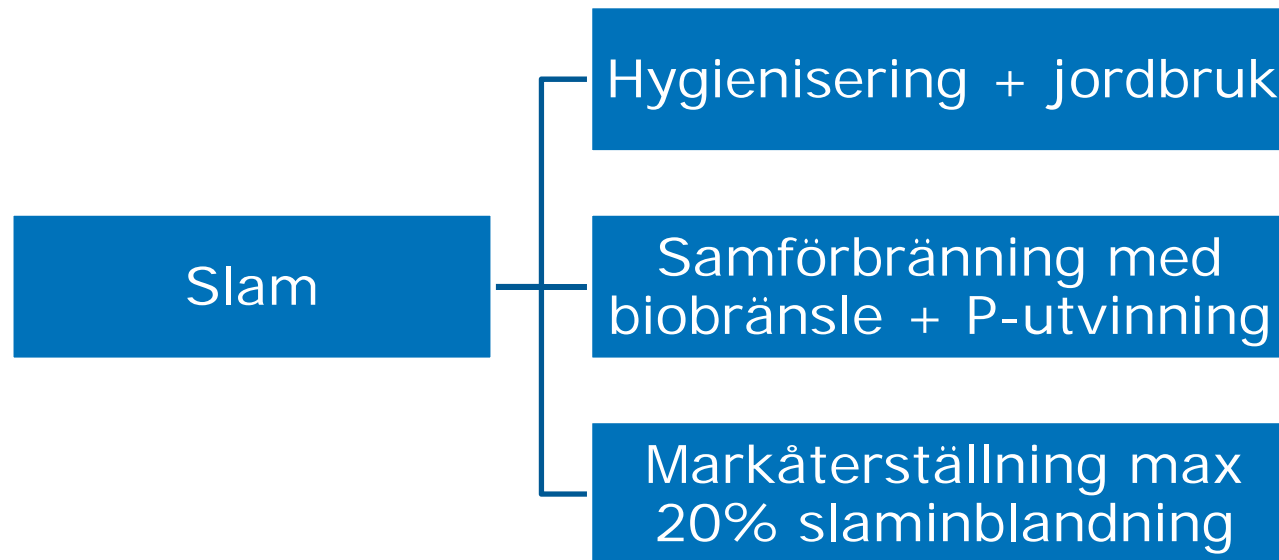 Slam
Hygienisering + jordbruk
Samförbränning med
biobränsle + P-utvinning
Markåterställning max
20% slaminblandning